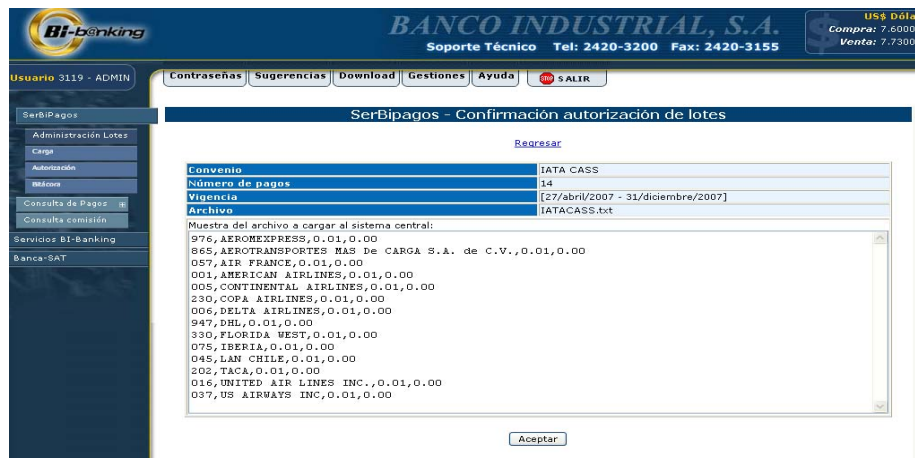 Bi-banking
BANCO INDUSTRIAL, S.A.
Soporte Técnico Tel: 2420-3200 Fax: 2420-3155
US$ Dóla
Compra: 7.6000
Venta: 7.7300
Usuario 3119 - ADMIN
Contraseñas Sugerencias Download Gestiones Ayuda STOP SALIR
SerBiPagos
Administración Lotes
Carga
Autorización
Bitácora
Consulta de Pagos
Consulta comisión
Servicios BI-Banking
Banca-SAT
SerBipagos - Confirmación autorización de lotes
Regresar
Convenio IATA CASS
Número de pagos 14
Vigencia [27/abril/2007 - 31/diciembre/2007]
Archivo IATACASS.txt
Muestra del archivo a cargar al sistema central:
976,AEROMEXPRESS,0.01,0.00
865,AEROTRANSPORTES MAS De CARGA S.A. de C.V.,0.01,0.00
057,AIR FRANCE,0.01,0.00
001,AMERICAN AIRLINES,0.01,0.00
005,CONTINENTAL AIRLINES,0.01,0.00
230,COPA AIRLINES,0.01,0.00
006,DELTA AIRLINES,0.01,0.00
947,DHL,0.01,0.00
330,FLORIDA WEST,0.01,0.00
075,IBERIA,0.01,0.00
045,LAN CHILE,0.01,0.00
202,TACA,0.01,0.00
016,UNITED AIR LINES INC.,0.01,0.00
037,US AIRWAYS INC,0.01,0.00
Aceptar